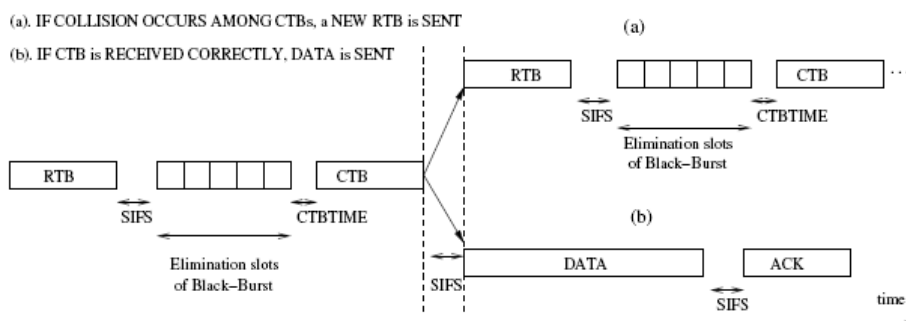 (a). IF COLLISION OCCURS AMONG CTBs, a NEW RTB is SENT
(b). IF CTB is RECEIVED CORRECTLY, DATA is SENT
(a)
RTB
CTB
..
SIFS
CTBTIME
Elimination slots
of Black-Burst
RTB
CTB
SIFS
CTBTIME
Elimination slots
of Black-Burst
(b)
SIFS
DATA
ACK
SIFS
time